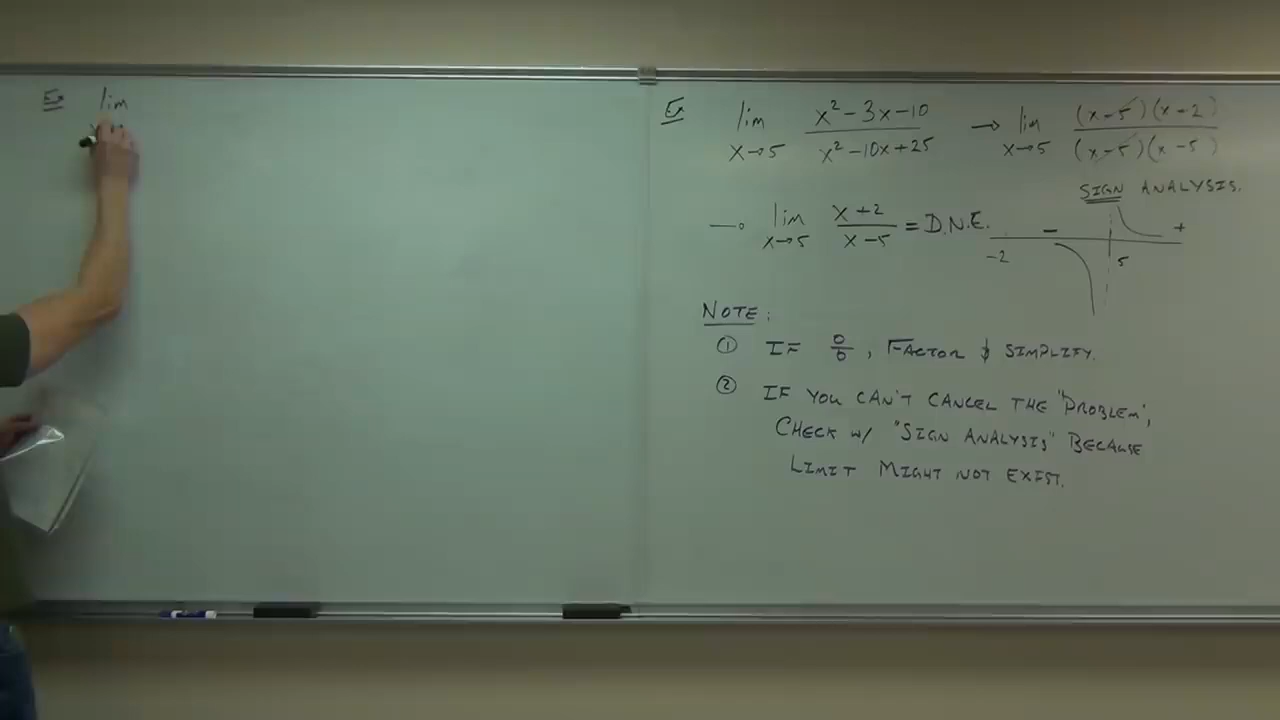 Ex lim
Ex lim x→5 x²-3x-10 / x²-10x+25 → lim x→5 (x-5)(x-2) / (x-5)(x-5)
SIGN ANALYSIS.
→ lim x→5 x+2 / x-5 = D.N.E. - +
-2 5
NOTE:
① IF 0/0, FACTOR & SIMPLIFY.
② IF YOU CAN'T CANCEL THE "PROBLEM",
CHECK W/ "SIGN ANALYSIS" BECAUSE
LIMIT MIGHT NOT EXIST.